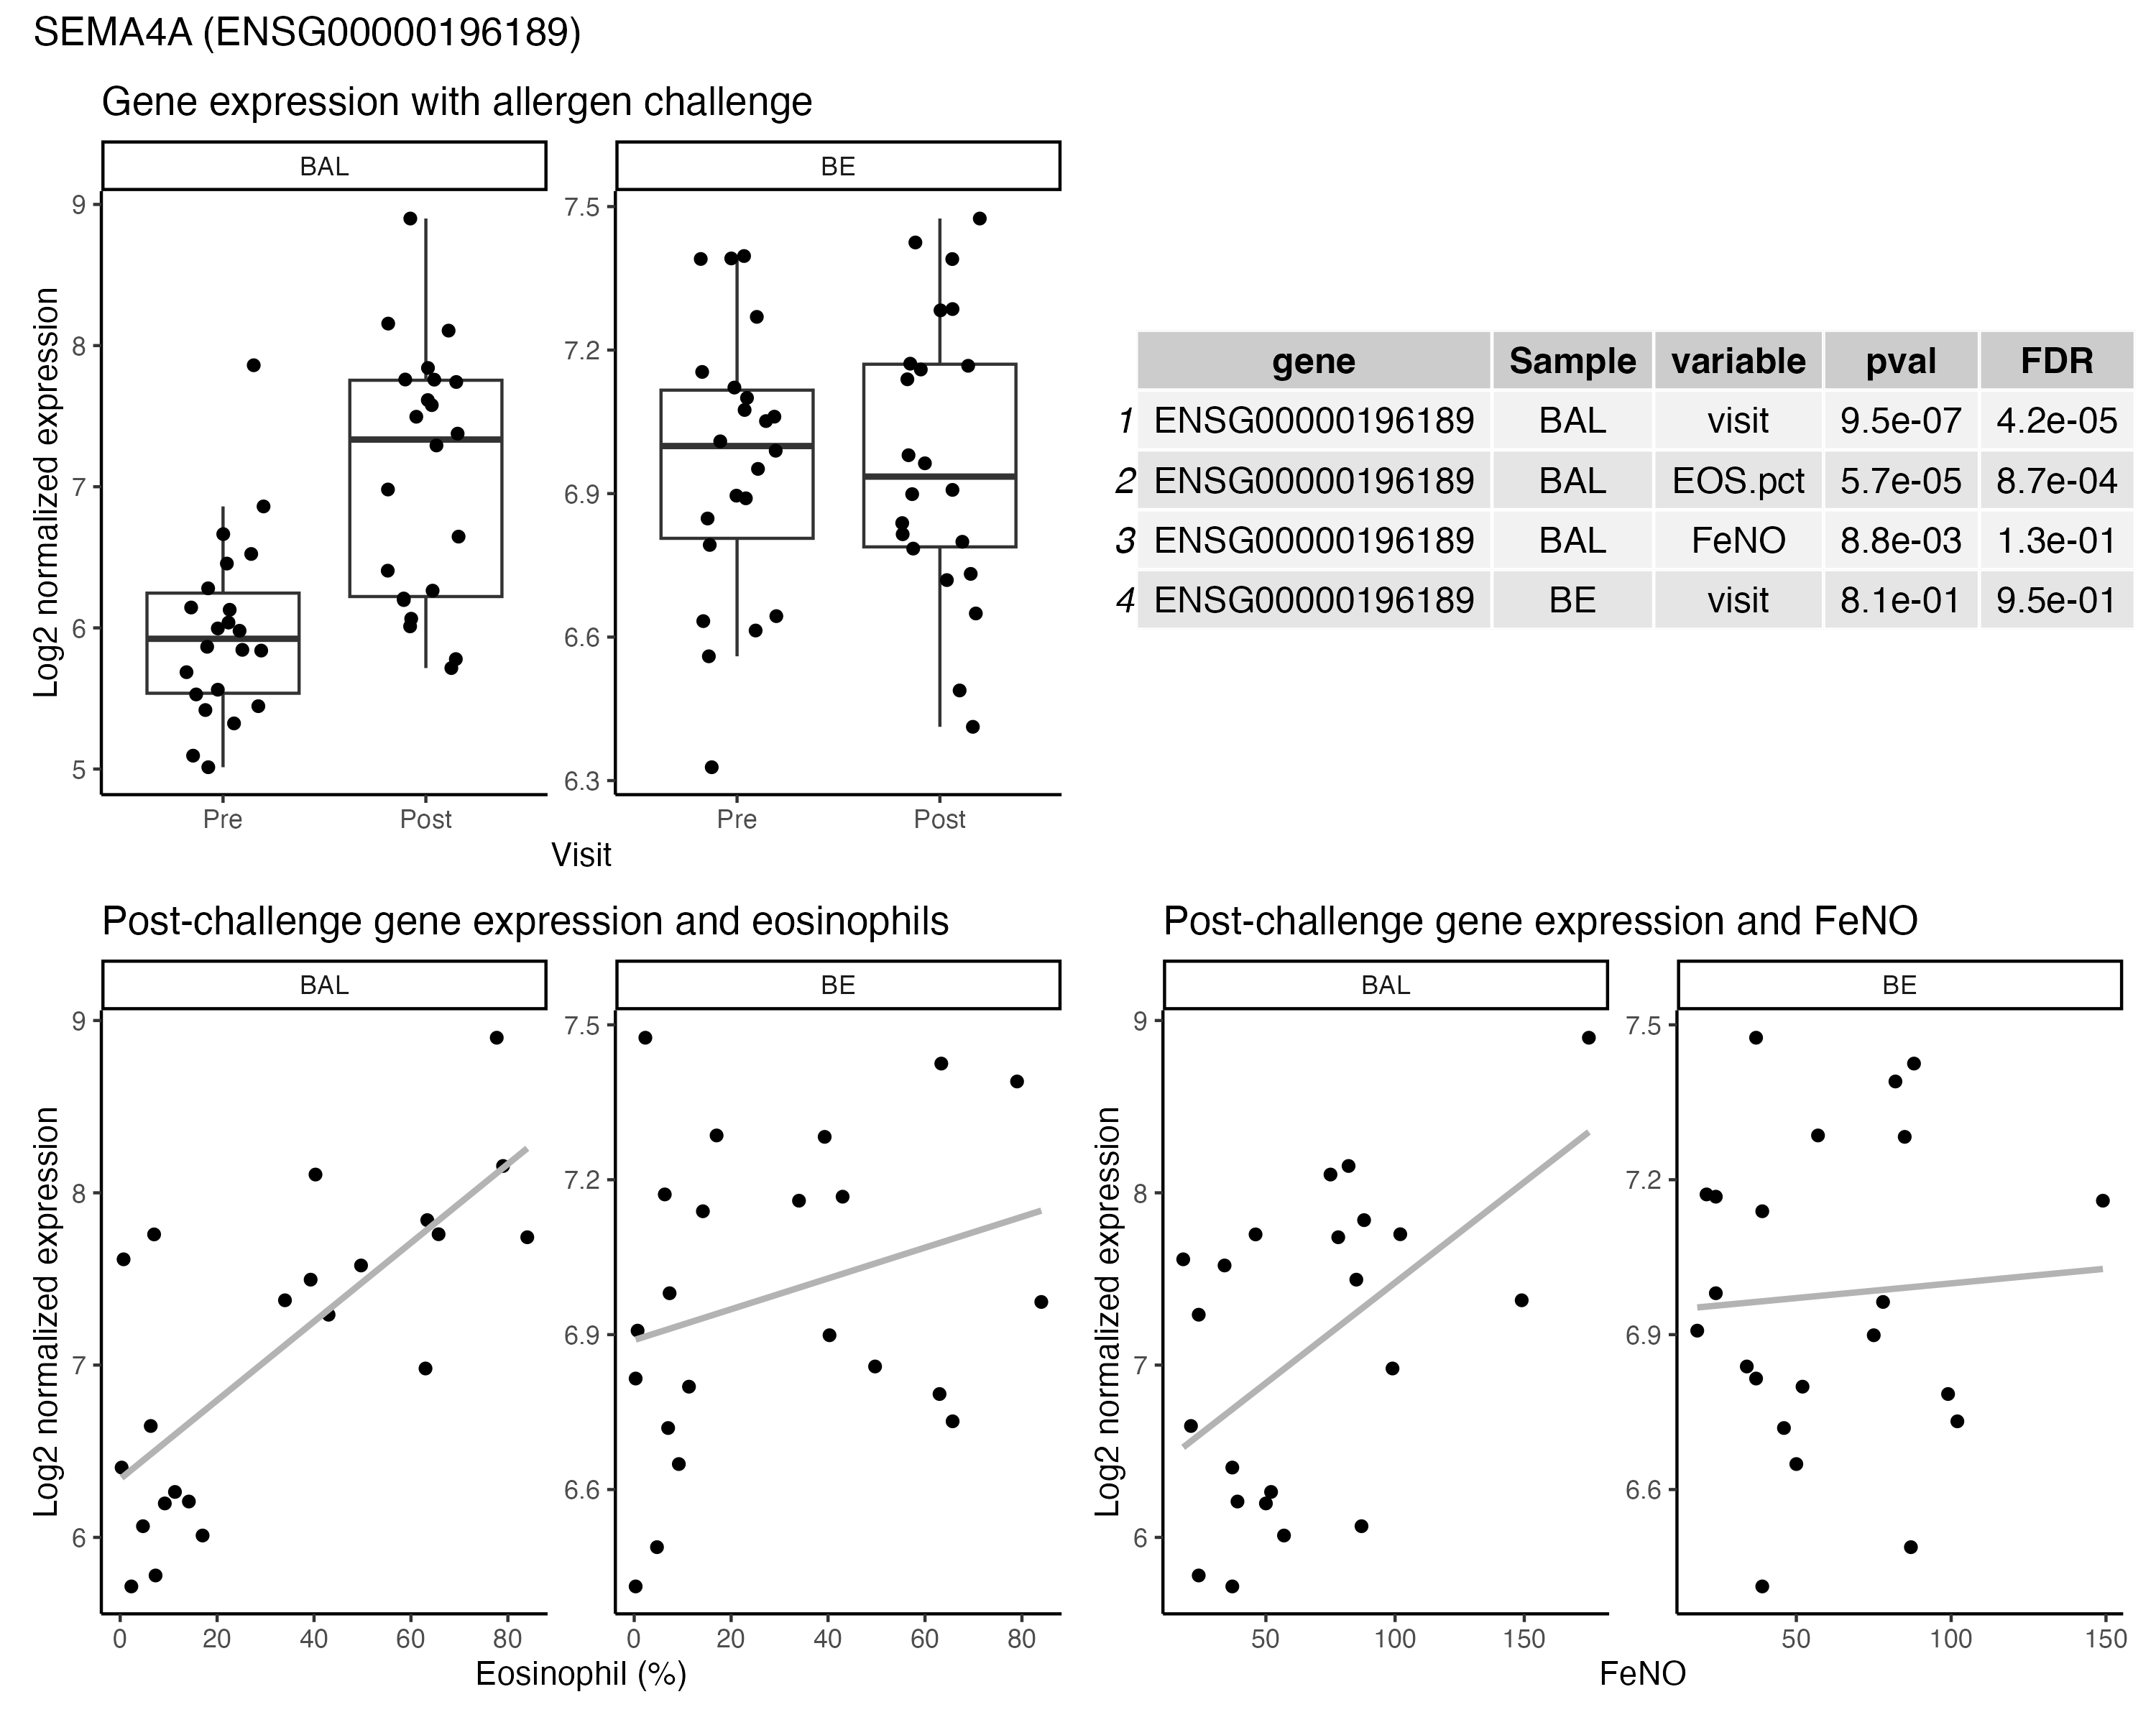 SEMA4A (ENSG00000196189)
Gene expression with allergen challenge
BAL
BE
Log2 normalized expression
9
8
7
6
5
7.5
7.2
6.9
6.6
6.3
Pre
Post
Pre
Post
Visit
gene Sample variable pval FDR
1 ENSG00000196189 BAL visit 9.5e-07 4.2e-05
2 ENSG00000196189 BAL EOS.pct 5.7e-05 8.7e-04
3 ENSG00000196189 BAL FeNO 8.8e-03 1.3e-01
4 ENSG00000196189 BE visit 8.1e-01 9.5e-01
Post-challenge gene expression and eosinophils
BAL
BE
Log2 normalized expression
9
8
7
6
7.5
7.2
6.9
6.6
0 20 40 60 80
0 20 40 60 80
Eosinophil (%)
Post-challenge gene expression and FeNO
BAL
BE
Log2 normalized expression
9
8
7
6
7.5
7.2
6.9
6.6
50 100 150
50 100 150
FeNO